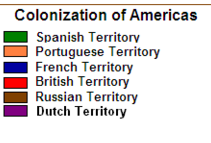 Colonization of Americas
Spanish Territory
Portuguese Territory
French Territory
British Territory
Russian Territory
Dutch Territory